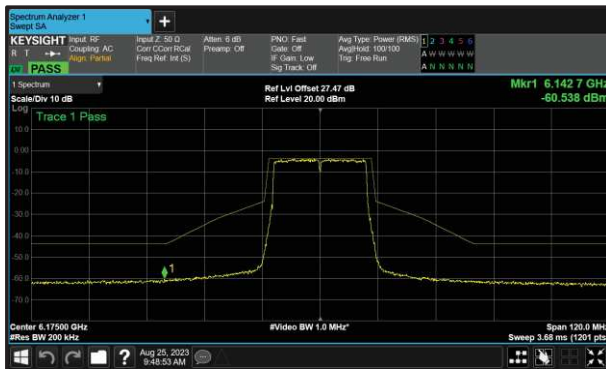 Spectrum Analyzer 1
Swept SA
+
KEYSIGHT
R T
PASS
Input: RF
Coupling: AC
Align: Partial
Input Z: 50 Ω
Corr CCorr RCal
Freq Ref: Int (S)
Atten: 6 dB
Preamp: Off
PNO: Fast
Gate: Off
IF Gain: Low
Sig Track: Off
Avg Type: Power (RMS)
Avg|Hold: 100/100
Trig: Free Run
1 2 3 4 5 6
A W W W W W
A N N N N N
1 Spectrum
Scale/Div 10 dB
Ref Lvl Offset 27.47 dB
Ref Level 20.00 dBm
Mkr1 6.142 7 GHz
-60.538 dBm
Log
Trace 1 Pass
10.0
0.00
-10.0
-20.0
-30.0
-40.0
-50.0
-60.0
-70.0
1
Center 6.17500 GHz
#Video BW 1.0 MHz*
Span 120.0 MHz
#Res BW 200 kHz
Sweep 3.68 ms (1201 pts)
?
Aug 25, 2023
9:48:53 AM